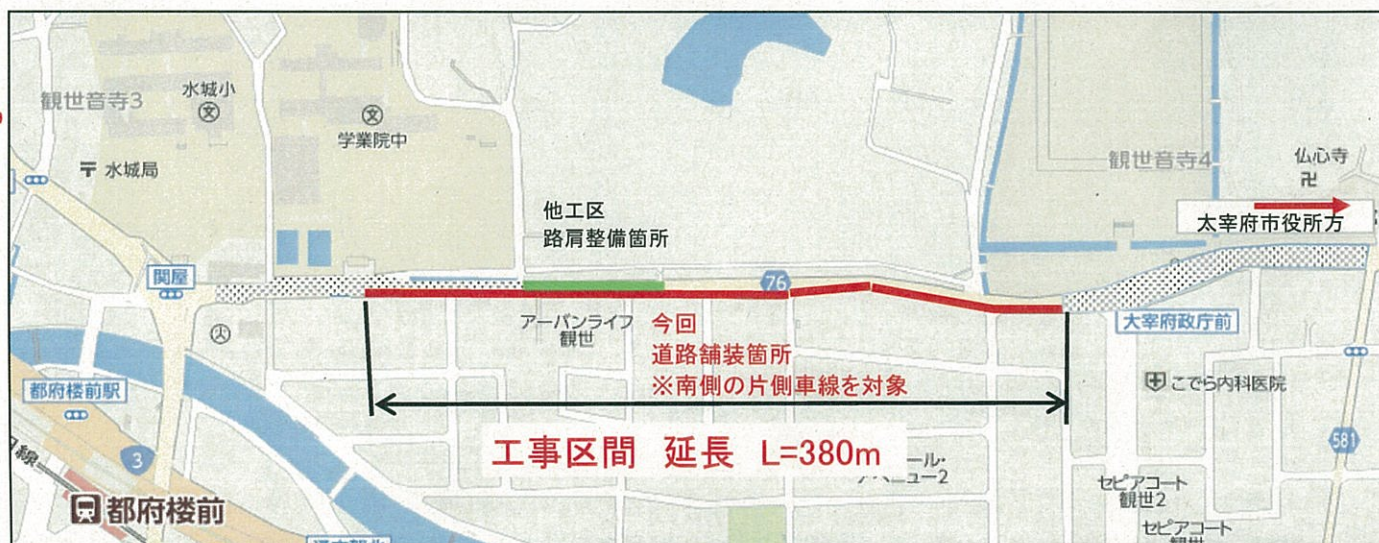 観世音寺3
水城小
文
文
学業院中
〒 水城局
観世音寺4
仏心寺
卍
他工区
路肩整備箇所
太宰府市役所方
関屋
76
アーバンライフ
観世
今回
道路舗装箇所
※南側の片側車線を対象
大宰府政庁前
都府楼前駅
こでら内科医院
工事区間 延長 L=380m
3
581
ール・
セピアコート
観世2
都府楼前
セピアコート